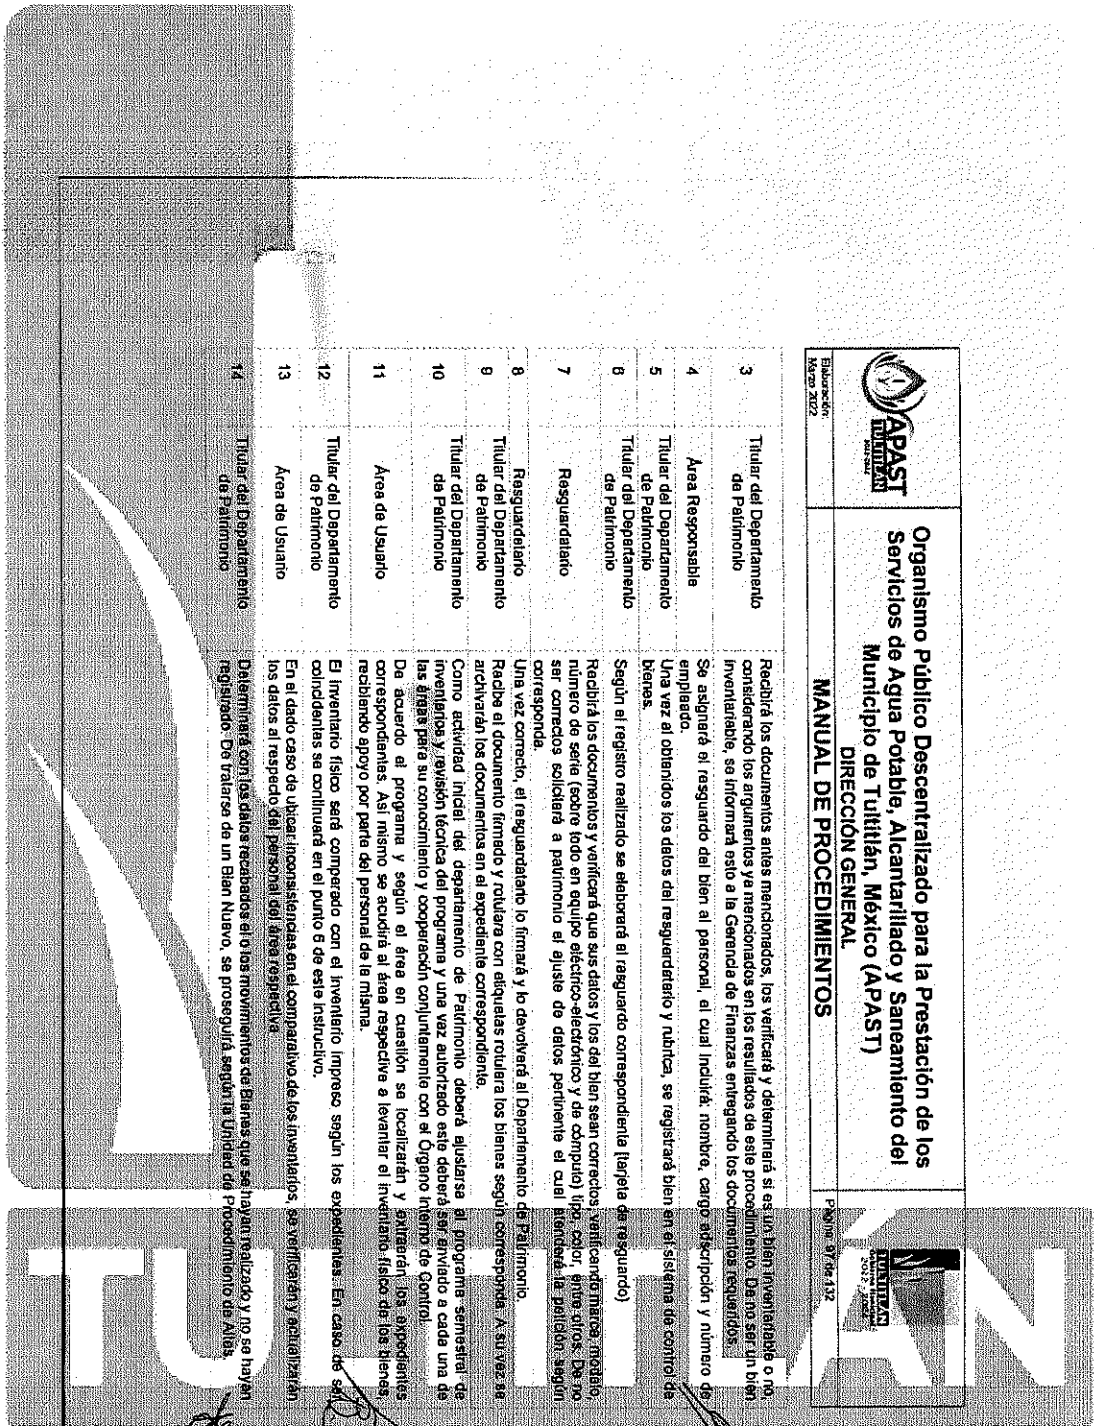 APAST
TULTITLÁN
2022-2024
Organismo Público Descentralizado para la Prestación de los
Servicios de Agua Potable, Alcantarillado y Saneamiento del
Municipio de Tultitlán, México (APAST)
DIRECCIÓN GENERAL
TULTITLÁN
Elaboración:
Marzo 2022
MANUAL DE PROCEDIMIENTOS
Página 97 de 132
3
Titular del Departamento
de Patrimonio
Recibirá los documentos antes mencionados, los verificará y determinará si es un bien inventariable o no,
considerando los argumentos ya mencionados en los resultados de este procedimiento. De no ser un bien
inventariable, se informará esto a la Gerencia de Finanzas entregando los documentos requeridos.
4
Área Responsable
Se asignará el resguardo del bien al personal, el cual incluirá: nombre, cargo adscripción y número de
empleado.
5
Titular del Departamento
de Patrimonio
Una vez al obtenidos los datos del resguardatario y rubrica, se registrará bien en el sistema de control de
bienes.
6
Titular del Departamento
de Patrimonio
Según el registro realizado se elaborará el resguardo correspondiente (tarjeta de resguardo)
7
Resguardatario
Recibirá los documentos y verificará que sus datos y los del bien sean correctos, verificando marca, modelo,
número de serie (sobre todo en equipo eléctrico-electrónico y de cómputo) tipo, color, entre otros. De no
ser correctos solicitará a patrimonio el ajuste de datos pertinente el cual atenderá la petición según
corresponda.
8
Resguardatario
Una vez correcto, el resguardatario lo firmará y lo devolverá al Departamento de Patrimonio.
9
Titular del Departamento
de Patrimonio
Recibe el documento firmado y rotulara con etiquetas rotulara los bienes según corresponda. A su vez se
archivarán los documentos en el expediente correspondiente.
10
Titular del Departamento
de Patrimonio
Como actividad inicial del departamento de Patrimonio deberá ajustarse al programa semestral de
inventarios y revisión técnica del programa y una vez autorizado este deberá ser enviado a cada una de
las áreas para su conocimiento y cooperación conjuntamente con el Órgano Interno de Control.
11
Área de Usuario
De acuerdo el programa y según el área en cuestión se localizarán y extraerán los expedientes
correspondientes. Así mismo se acudirá al área respectiva a levantar el inventario físico de los bienes,
recibiendo apoyo por parte del personal de la misma.
12
Titular del Departamento
de Patrimonio
El inventario físico será comparado con el inventario impreso según los expedientes. En caso de ser
coincidentes se continuará en el punto 6 de este instructivo.
13
Área de Usuario
En el dado caso de ubicar inconsistencias en el comparativo de los inventarios, se verificarán y actualizarán
los datos al respecto del personal del área respectiva
14
Titular del Departamento
de Patrimonio
Determinará con los datos recabados el o los movimientos de Bienes que se hayan realizado y no se hayan
registrado. De tratarse de un Bien Nuevo, se proseguirá según la Unidad de Procedimiento de Altas.
TULTITLÁN